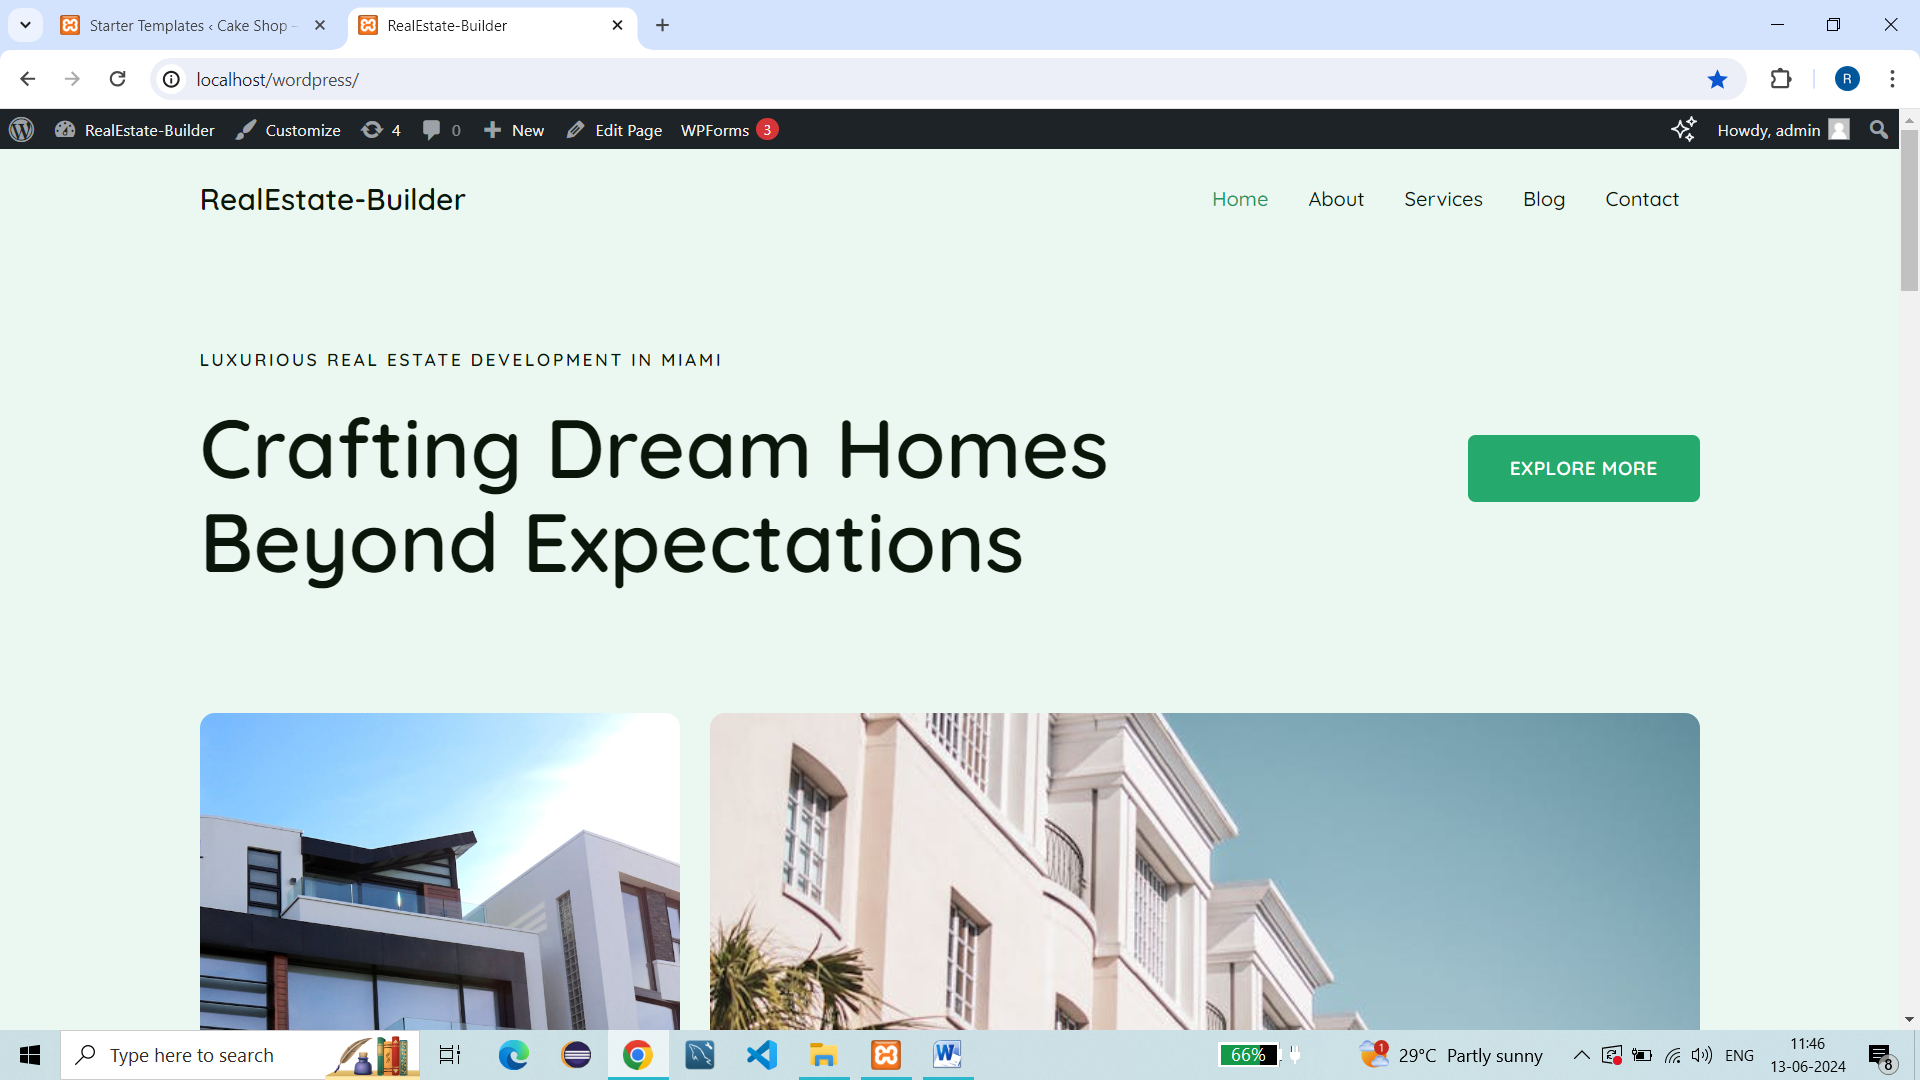 Starter Templates ‹ Cake Shop –
RealEstate-Builder
localhost/wordpress/
R
RealEstate-Builder
Customize
4
0
New
Edit Page
WPForms 3
Howdy, admin
RealEstate-Builder
Home
About
Services
Blog
Contact
LUXURIOUS REAL ESTATE DEVELOPMENT IN MIAMI
Crafting Dream Homes
Beyond Expectations
EXPLORE MORE
Type here to search
66%
1
29°C Partly sunny
ENG
11:46
13-06-2024
8